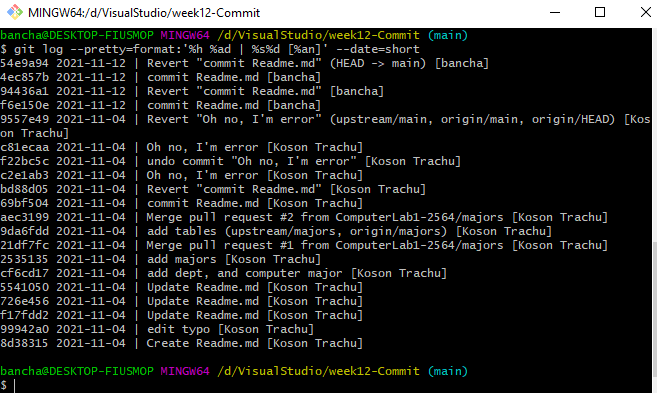 MINGW64:/d/VisualStudio/week12-Commit
bancha@DESKTOP-FIUSMOP MINGW64 /d/VisualStudio/week12-Commit (main)
$ git log --pretty=format:'%h %ad | %s%d [%an]' --date=short
54e9a94 2021-11-12 | Revert "commit Readme.md" (HEAD -> main) [bancha]
4ec857b 2021-11-12 | commit Readme.md [bancha]
94436a1 2021-11-12 | Revert "commit Readme.md" [bancha]
f6e150e 2021-11-12 | commit Readme.md [bancha]
9557e49 2021-11-04 | Revert "Oh no, I'm error" (upstream/main, origin/main, origin/HEAD) [Kos
on Trachu]
c81ecaa 2021-11-04 | Oh no, I'm error [Koson Trachu]
f22bc5c 2021-11-04 | undo commit "Oh no, I'm error" [Koson Trachu]
c2e1ab3 2021-11-04 | Oh no, I'm error [Koson Trachu]
bd88d05 2021-11-04 | Revert "commit Readme.md" [Koson Trachu]
69bf504 2021-11-04 | commit Readme.md [Koson Trachu]
aec3199 2021-11-04 | Merge pull request #2 from ComputerLab1-2564/majors [Koson Trachu]
9da6fdd 2021-11-04 | add tables (upstream/majors, origin/majors) [Koson Trachu]
21df7fc 2021-11-04 | Merge pull request #1 from ComputerLab1-2564/majors [Koson Trachu]
2535135 2021-11-04 | add majors [Koson Trachu]
cf6cd17 2021-11-04 | add dept, and computer major [Koson Trachu]
5541050 2021-11-04 | Update Readme.md [Koson Trachu]
726e456 2021-11-04 | Update Readme.md [Koson Trachu]
f17fdd2 2021-11-04 | Update Readme.md [Koson Trachu]
99942a0 2021-11-04 | edit typo [Koson Trachu]
8d38315 2021-11-04 | Create Readme.md [Koson Trachu]
bancha@DESKTOP-FIUSMOP MINGW64 /d/VisualStudio/week12-Commit (main)
$